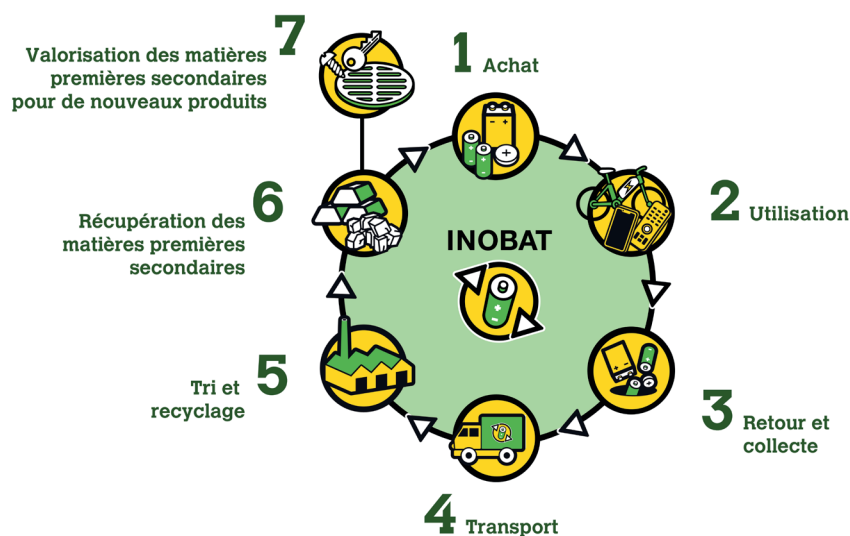 1 Achat
2 Utilisation
3 Retour et
collecte
4 Transport
5 Tri et
recyclage
6 Récupération des
matières premières
secondaires
7 Valorisation des matières
premières secondaires
pour de nouveaux produits
INOBAT